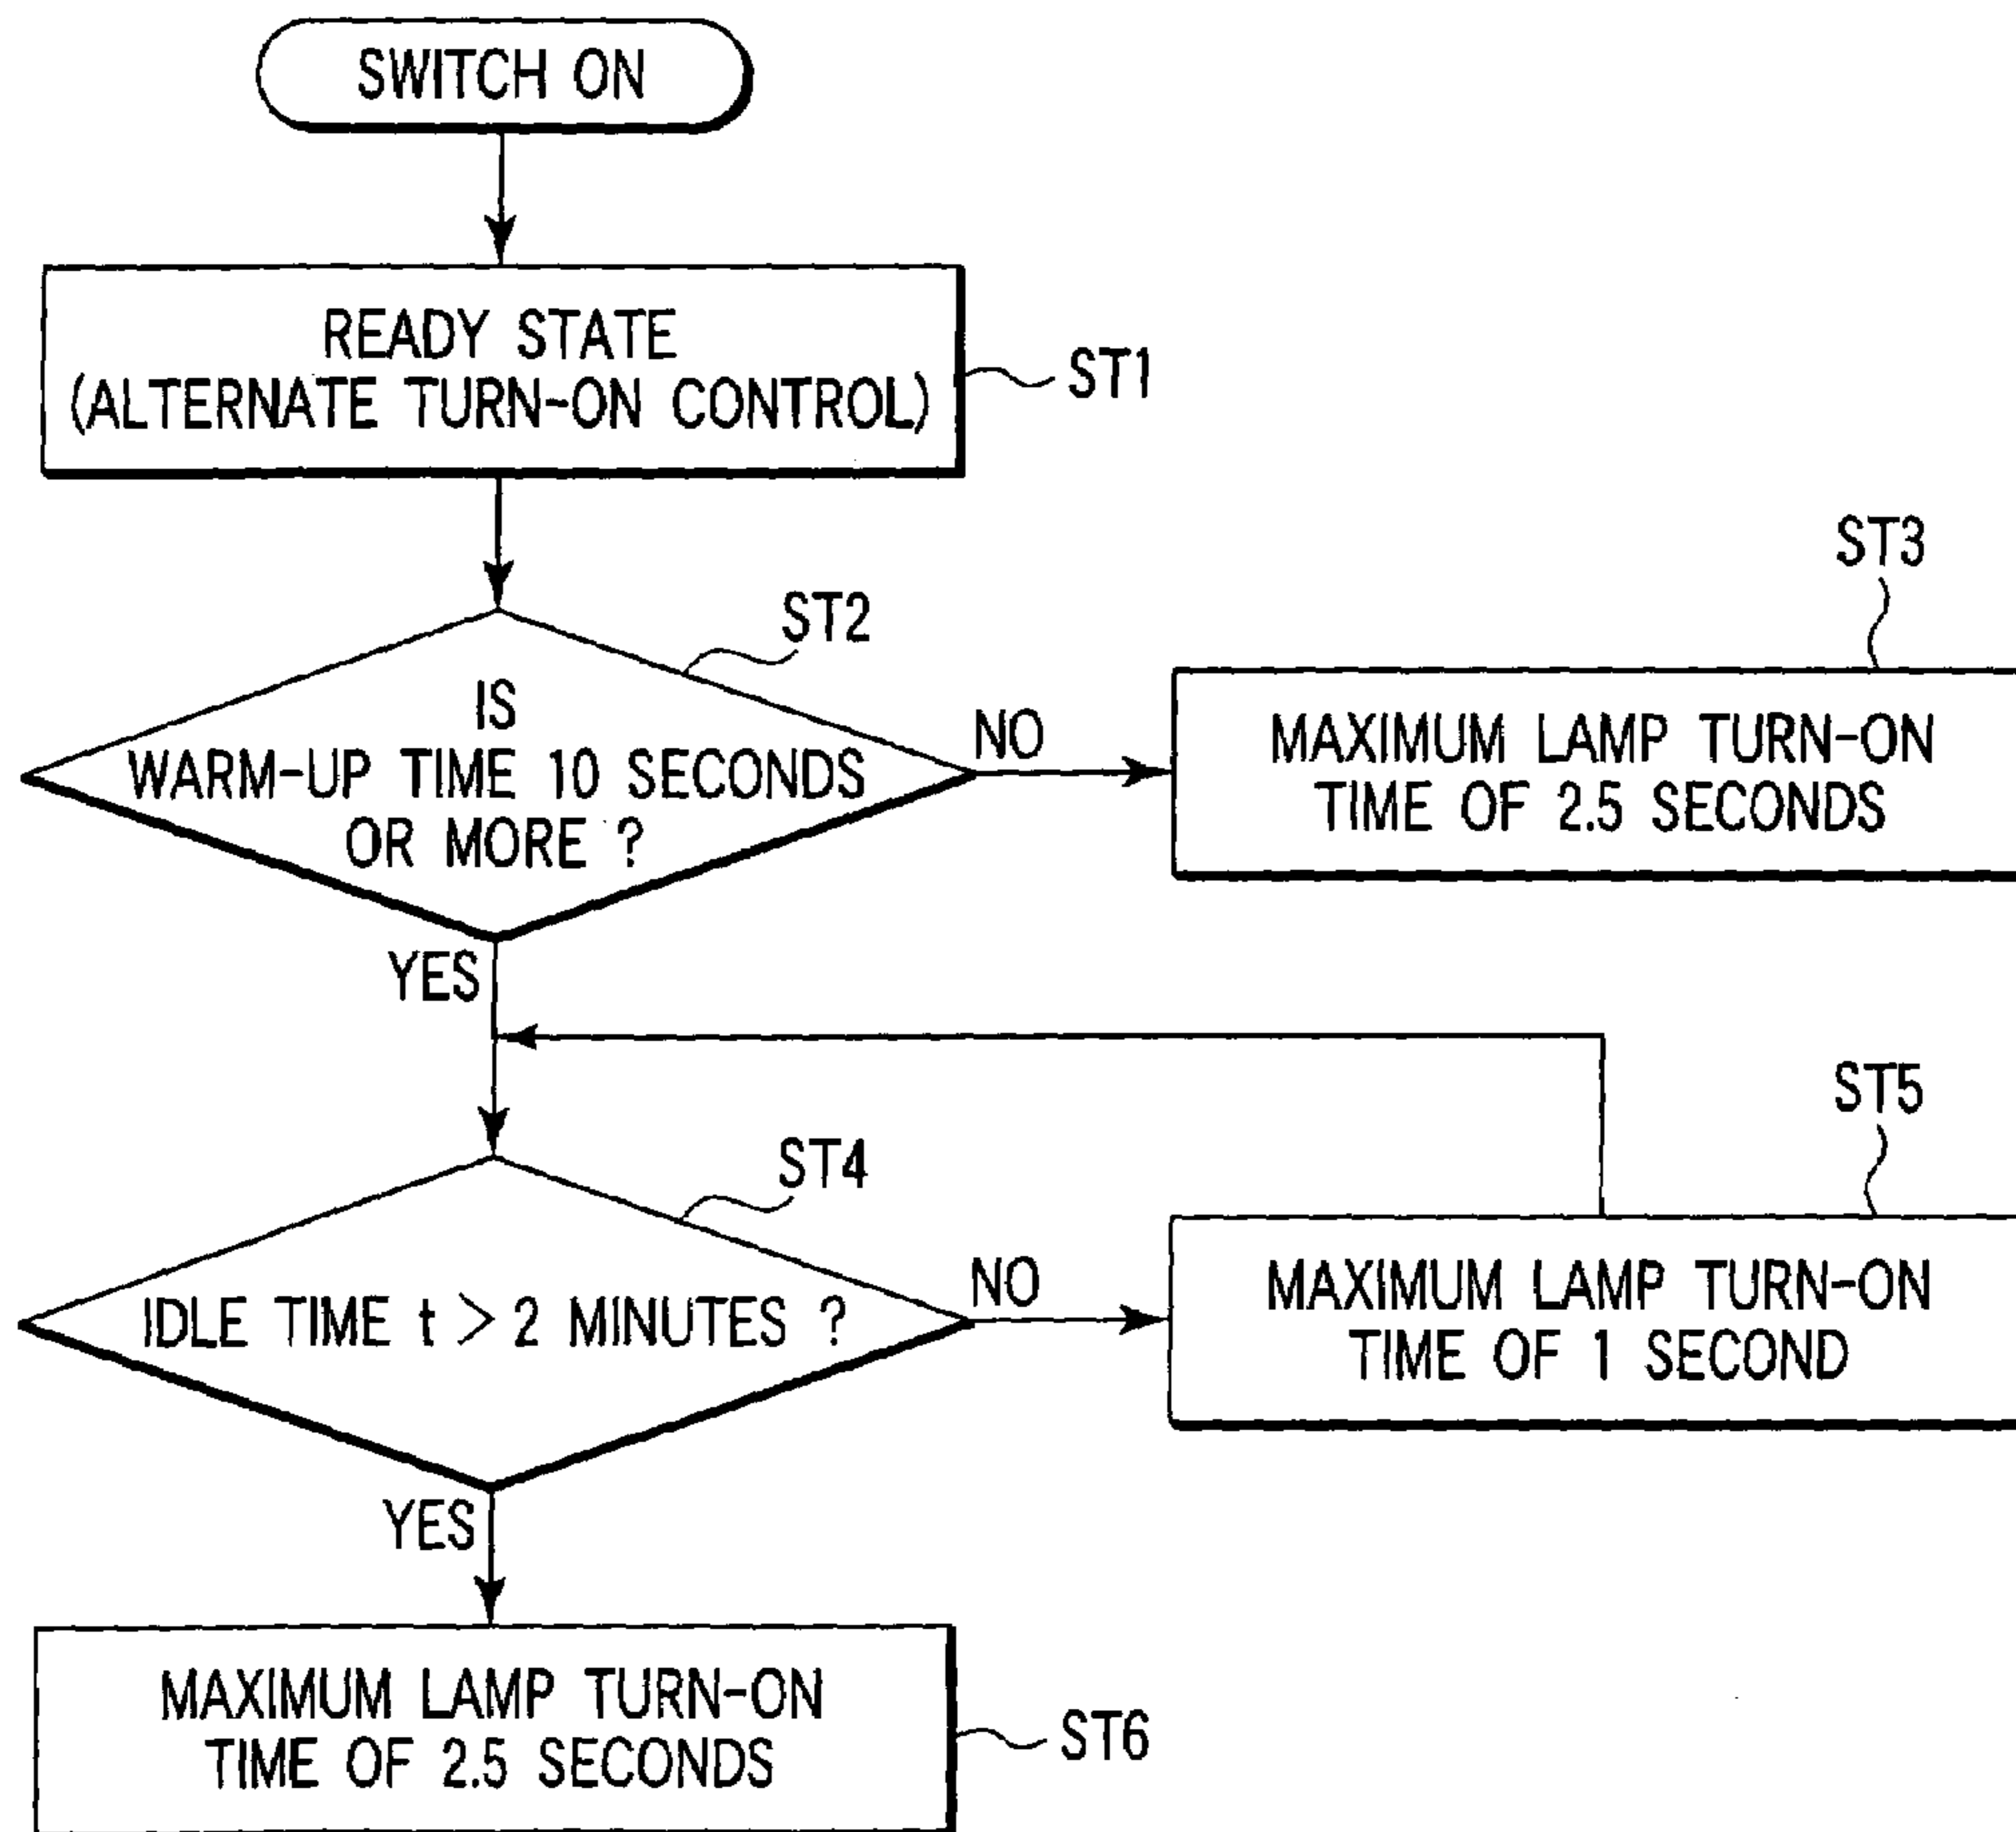 SWITCH ON
READY STATE
(ALTERNATE TURN-ON CONTROL)
ST1
ST2
IS
WARM-UP TIME 10 SECONDS
OR MORE ?
NO
YES
ST3
MAXIMUM LAMP TURN-ON
TIME OF 2.5 SECONDS
ST4
IDLE TIME t > 2 MINUTES ?
NO
YES
ST5
MAXIMUM LAMP TURN-ON
TIME OF 1 SECOND
MAXIMUM LAMP TURN-ON
TIME OF 2.5 SECONDS
ST6